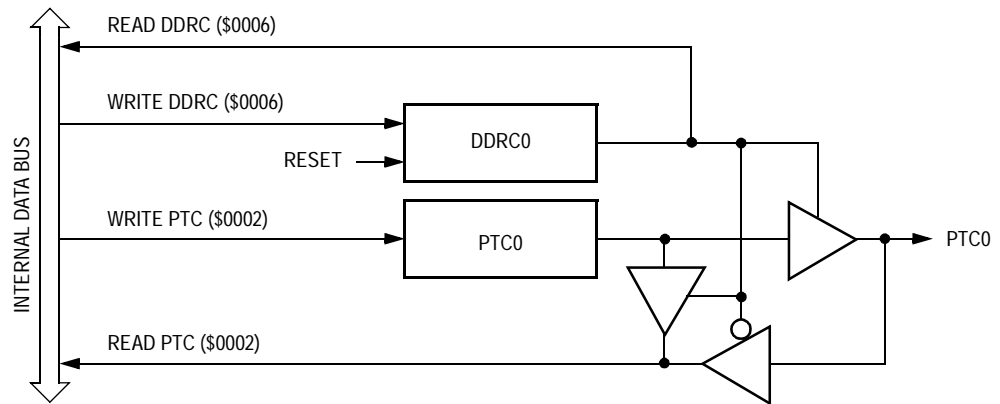 READ DDRC ($0006)
WRITE DDRC ($0006)
DDRC0
RESET
INTERNAL DATA BUS
WRITE PTC ($0002)
PTC0
PTC0
READ PTC ($0002)